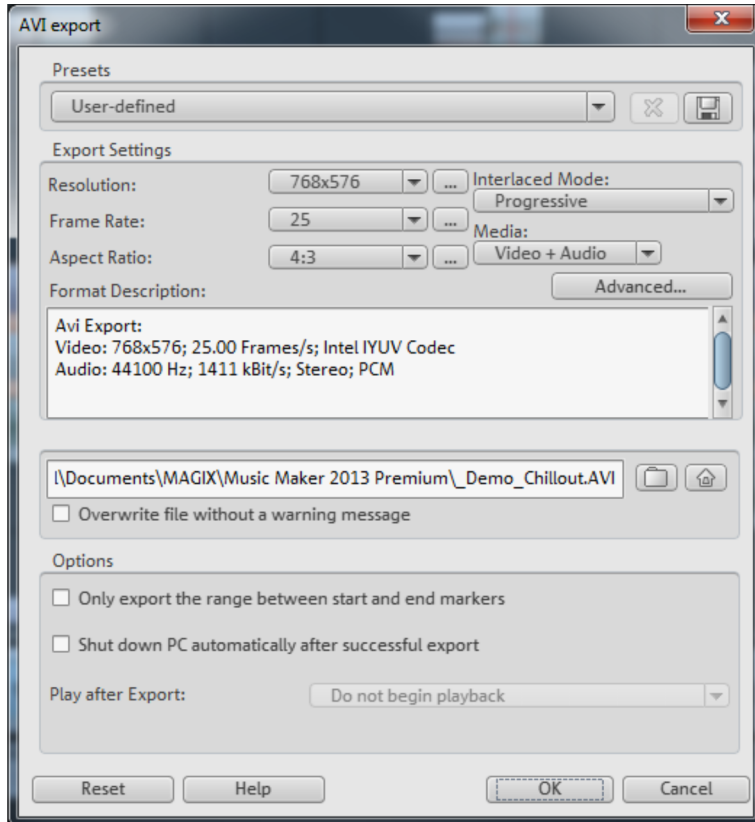 AVI export
Presets
User-defined
Export Settings
Resolution:
768x576
...
Interlaced Mode:
Progressive
Frame Rate:
25
...
Media:
Video + Audio
Aspect Ratio:
4:3
...
Format Description:
Advanced...
Avi Export:
Video: 768x576; 25.00 Frames/s; Intel IYUV Codec
Audio: 44100 Hz; 1411 kBit/s; Stereo; PCM
l\Documents\MAGIX\Music Maker 2013 Premium\_Demo_Chillout.AVI
Overwrite file without a warning message
Options
Only export the range between start and end markers
Shut down PC automatically after successful export
Play after Export:
Do not begin playback
Reset
Help
OK
Cancel